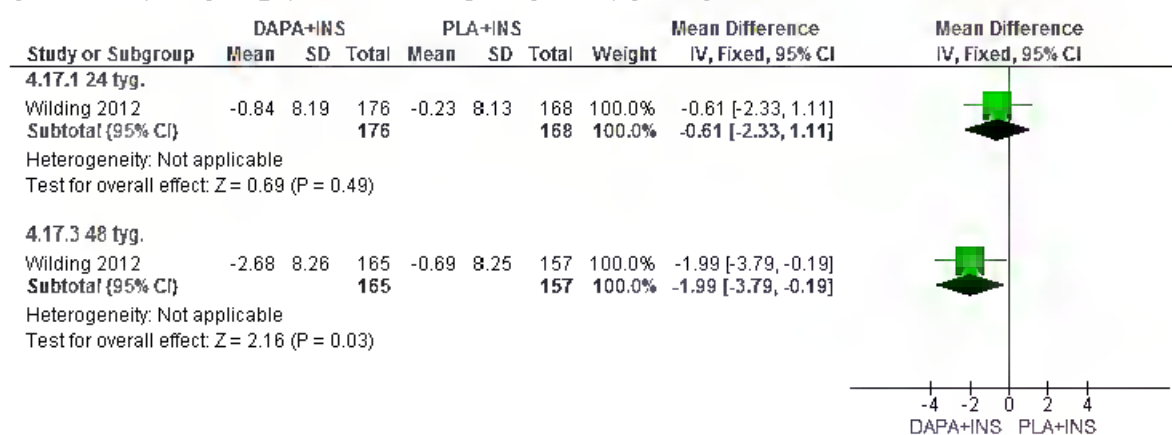 DAPA+INS PLA+INS Mean Difference Mean Difference
Study or Subgroup Mean SD Total Mean SD Total Weight IV, Fixed, 95% CI IV, Fixed, 95% CI
4.17.1 24 tyg.
Wilding 2012 -0.84 8.19 176 -0.23 8.13 168 100.0% -0.61 [-2.33, 1.11]
Subtotal (95% CI) 176 168 100.0% -0.61 [-2.33, 1.11]
Heterogeneity: Not applicable
Test for overall effect: Z = 0.69 (P = 0.49)
4.17.3 48 tyg.
Wilding 2012 -2.68 8.26 165 -0.69 8.25 157 100.0% -1.99 [-3.79, -0.19]
Subtotal (95% CI) 165 157 100.0% -1.99 [-3.79, -0.19]
Heterogeneity: Not applicable
Test for overall effect: Z = 2.16 (P = 0.03)
-4 -2 0 2 4
DAPA+INS PLA+INS